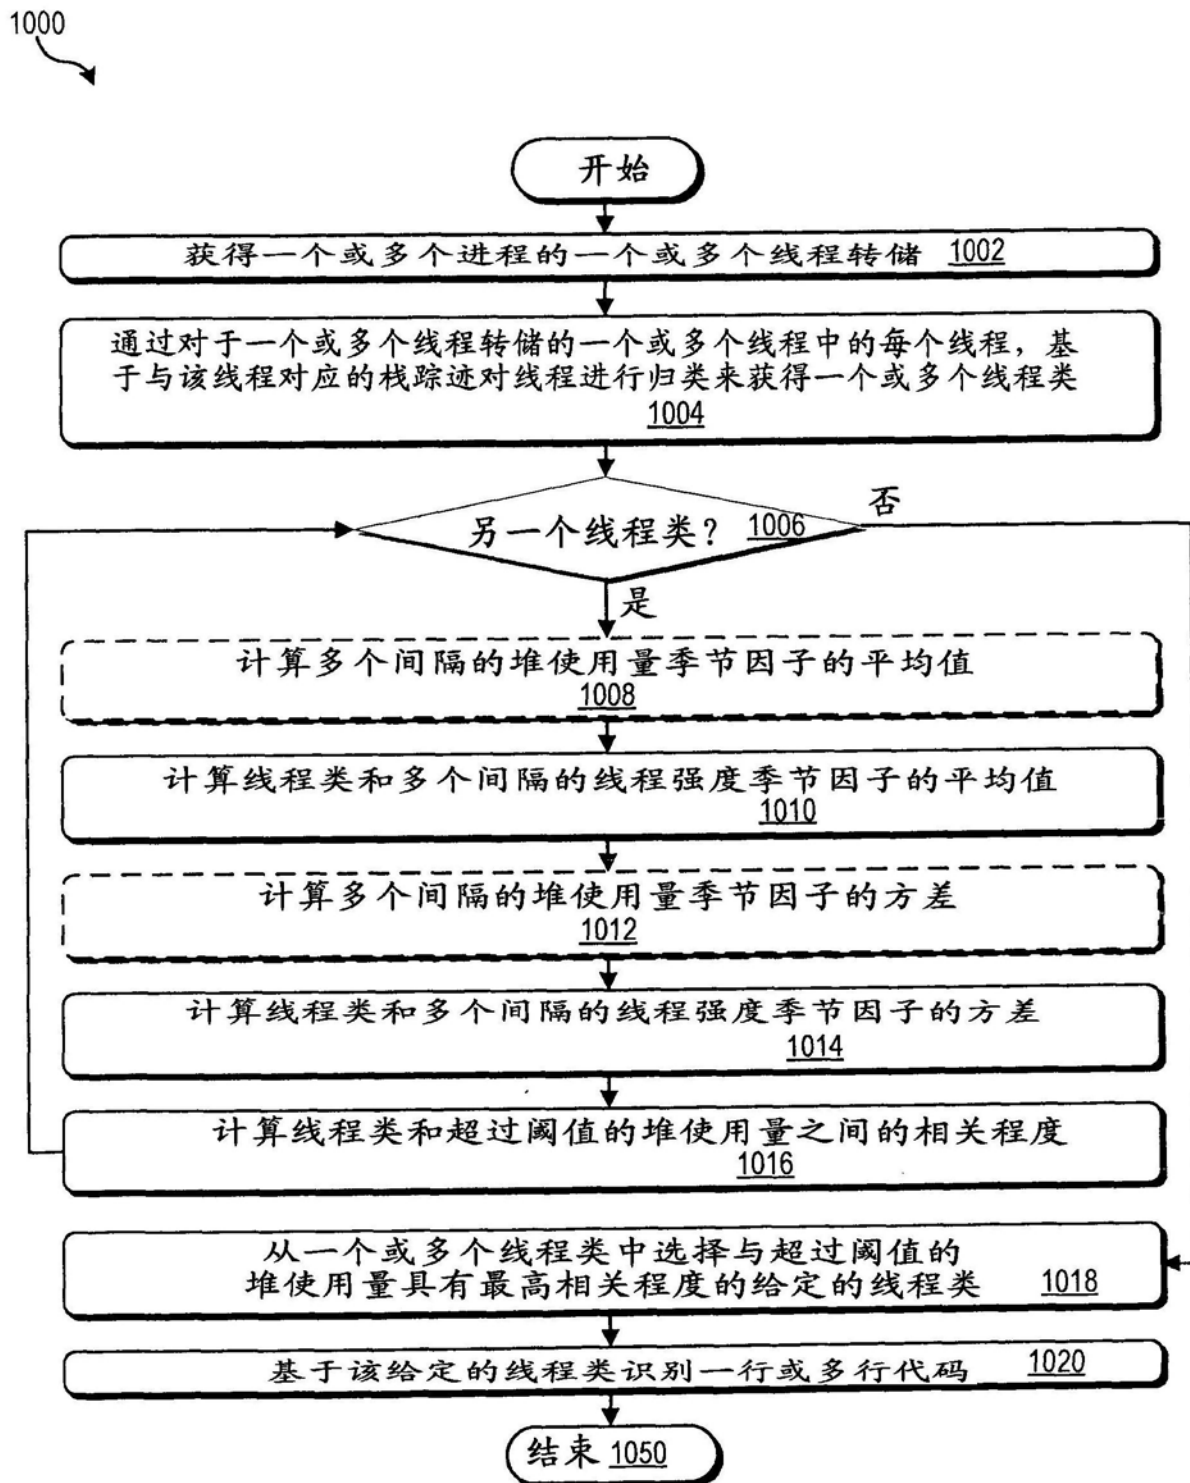 1000
开始
获得一个或多个进程的一个或多个线程转储 1002
通过对于一个或多个线程转储的一个或多个线程中的每个线程，基
于与该线程对应的栈踪迹对线程进行归类来获得一个或多个线程类
1004
另一个线程类？ 1006
否
是
计算多个间隔的堆使用量季节因子的平均值
1008
计算线程类和多个间隔的线程强度季节因子的平均值
1010
计算多个间隔的堆使用量季节因子的方差
1012
计算线程类和多个间隔的线程强度季节因子的方差
1014
计算线程类和超过阈值的堆使用量之间的相关程度
1016
从一个或多个线程类中选择与超过阈值的
堆使用量具有最高相关程度的给定的线程类 1018
基于该给定的线程类识别一行或多行代码 1020
结束 1050